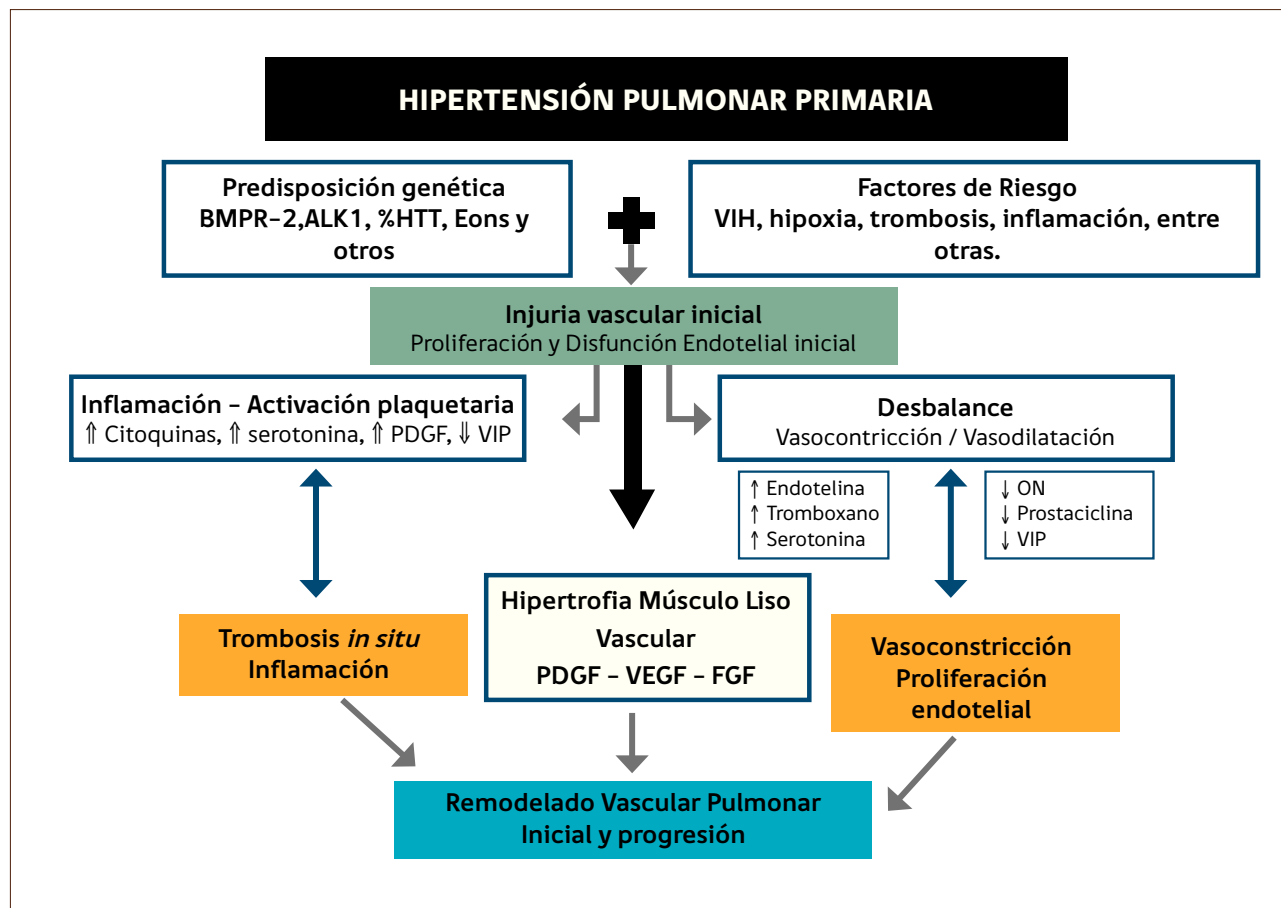 HIPERTENSIÓN PULMONAR PRIMARIA
Predisposición genética
BMPR-2,ALK1, %HTT, Eons y
otros
Factores de Riesgo
VIH, hipoxia, trombosis, inflamación, entre
otras.
Injuria vascular inicial
Proliferación y Disfunción Endotelial inicial
Inflamación – Activación plaquetaria
⇑ Citoquinas, ⇑ serotonina, ⇑ PDGF, ⇓ VIP
Desbalance
Vasocontricción / Vasodilatación
↑ Endotelina
↑ Tromboxano
↑ Serotonina
↓ ON
↓ Prostaciclina
↓ VIP
Trombosis in situ
Inflamación
Hipertrofia Músculo Liso
Vascular
PDGF – VEGF – FGF
Vasoconstricción
Proliferación
endotelial
Remodelado Vascular Pulmonar
Inicial y progresión